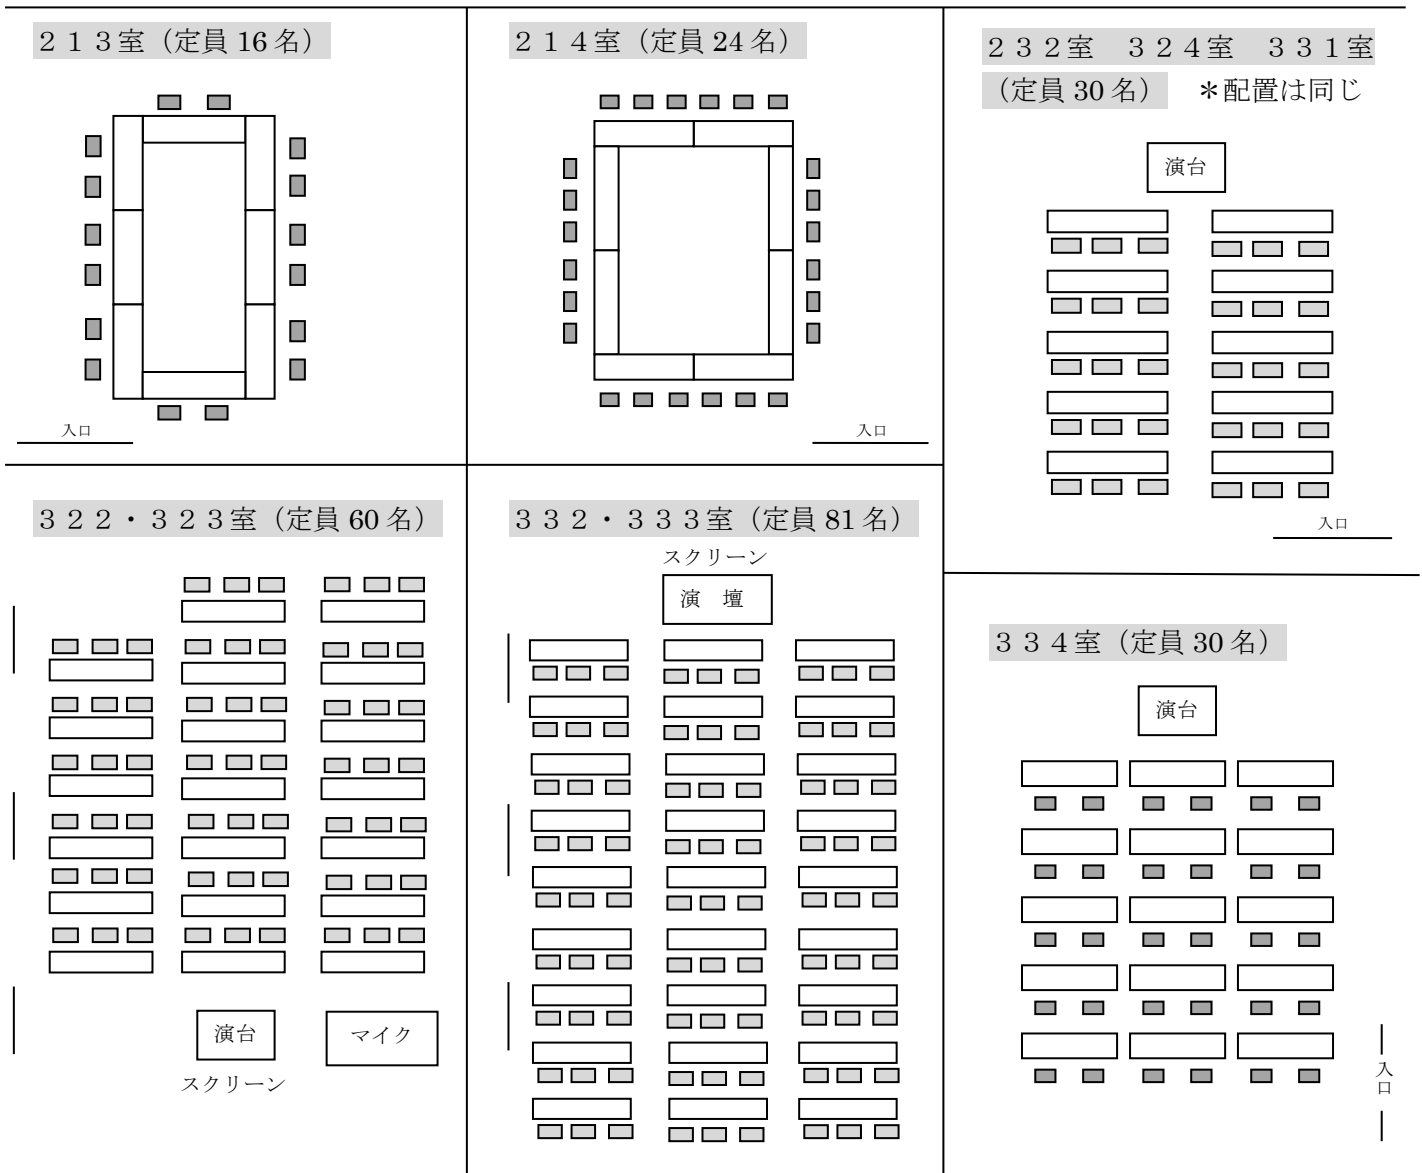 ２１３室（定員 16 名）
入口
２１４室（定員 24 名）
入口
２３２室　３２４室　３３１室
（定員 30 名）　＊配置は同じ
演台
入口
３２２・３２３室（定員 60 名）
演台
マイク
スクリーン
３３２・３３３室（定員 81 名）
スクリーン
演　壇
３３４室（定員 30 名）
演台
入口